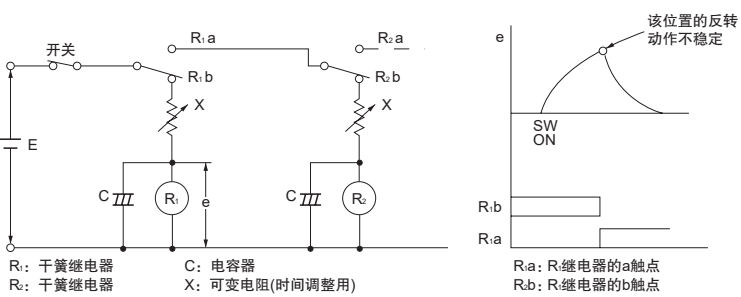 开关
R₁a
R₁b
X
E
C
R₁
e
R₂a
R₂b
X
C
R₂
R₁：干簧继电器
R₂：干簧继电器
C：电容器
X：可变电阻(时间调整用)
e
该位置的反转
动作不稳定
SW
ON
R₁b
R₁a
R₁a：R₁继电器的a触点
R₂b：R₁继电器的b触点